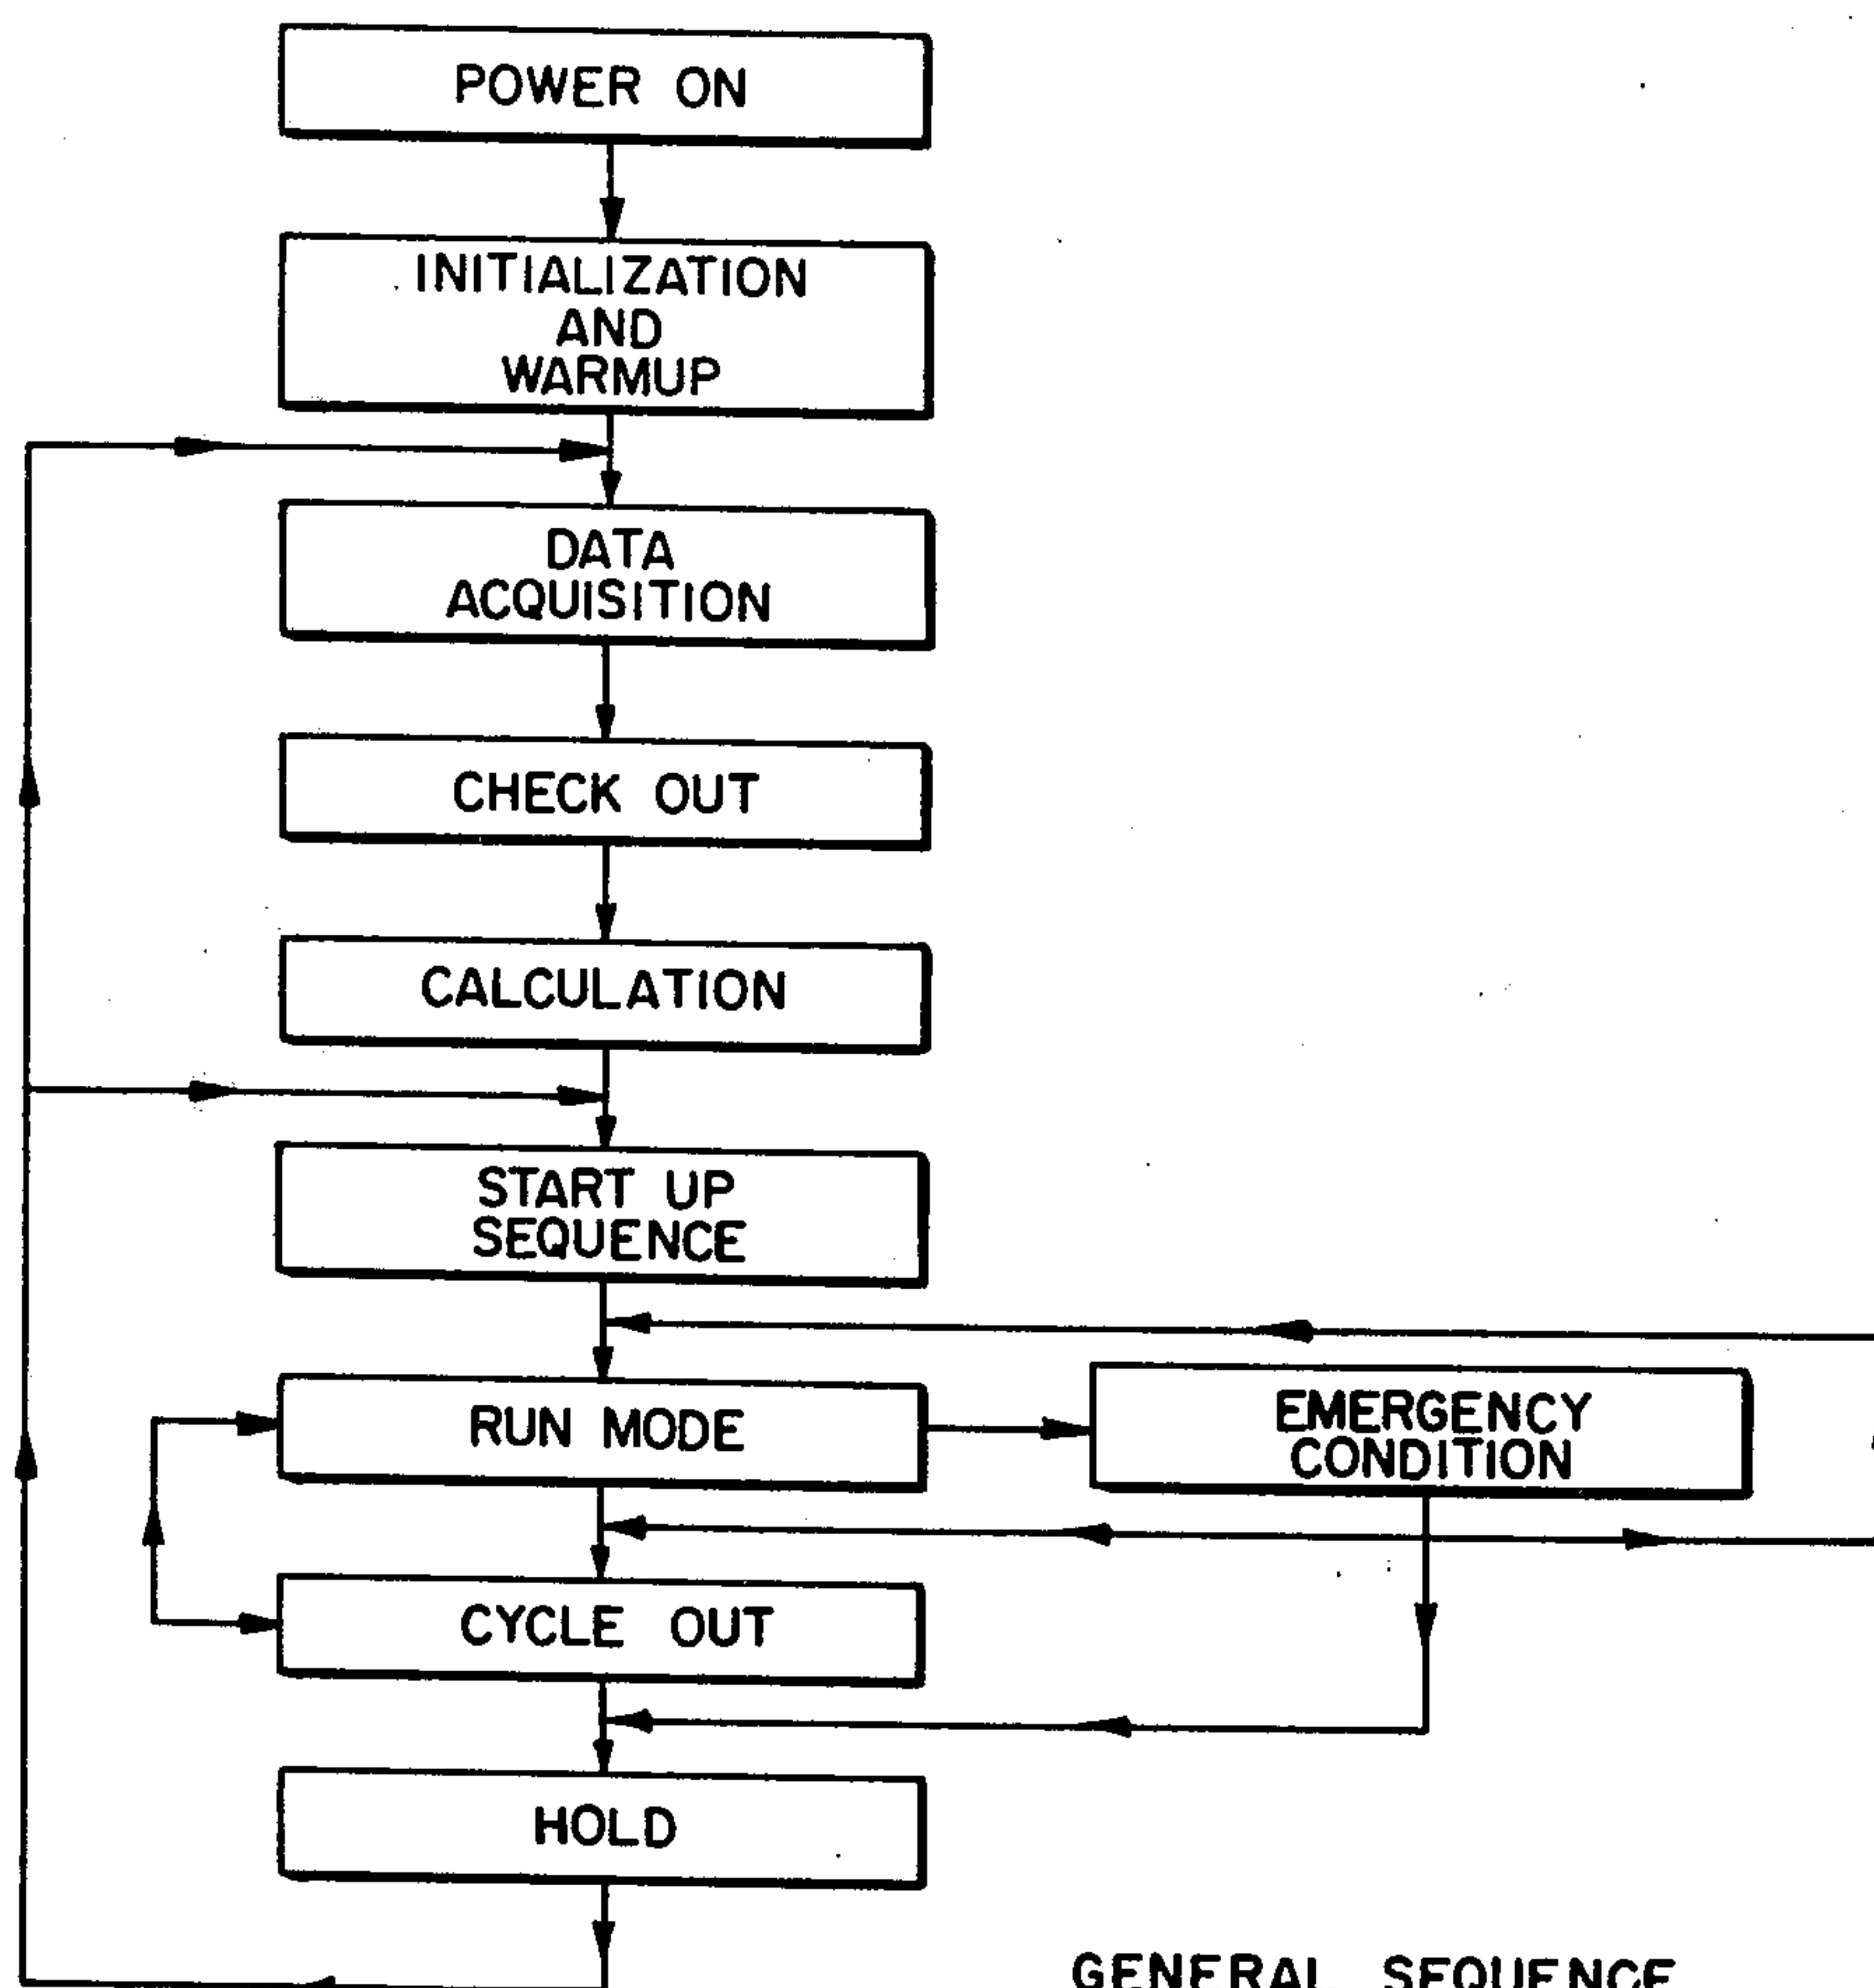 POWER ON
INITIALIZATION
AND
WARMUP
DATA
ACQUISITION
CHECK OUT
CALCULATION
START UP
SEQUENCE
RUN MODE
EMERGENCY
CONDITION
CYCLE OUT
HOLD
GENERAL SEQUENCE